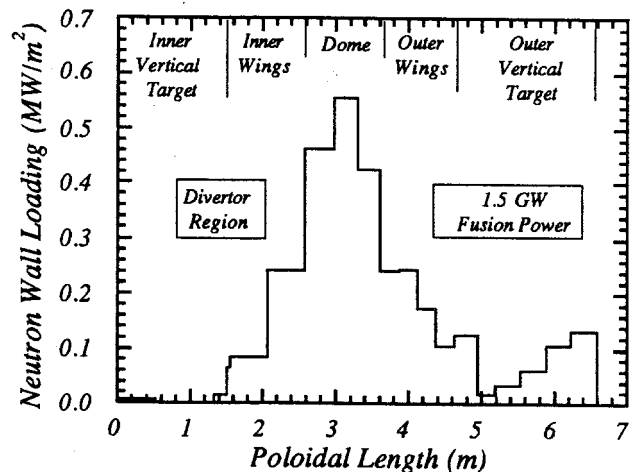 0.7
0.6
0.5
0.4
0.3
0.2
0.1
0.0
Neutron Wall Loading (MW/m²)
Inner
Vertical
Target
Inner
Wings
Dome
Outer
Wings
Outer
Vertical
Target
Divertor
Region
1.5 GW
Fusion Power
0 1 2 3 4 5 6 7
Poloidal Length (m)